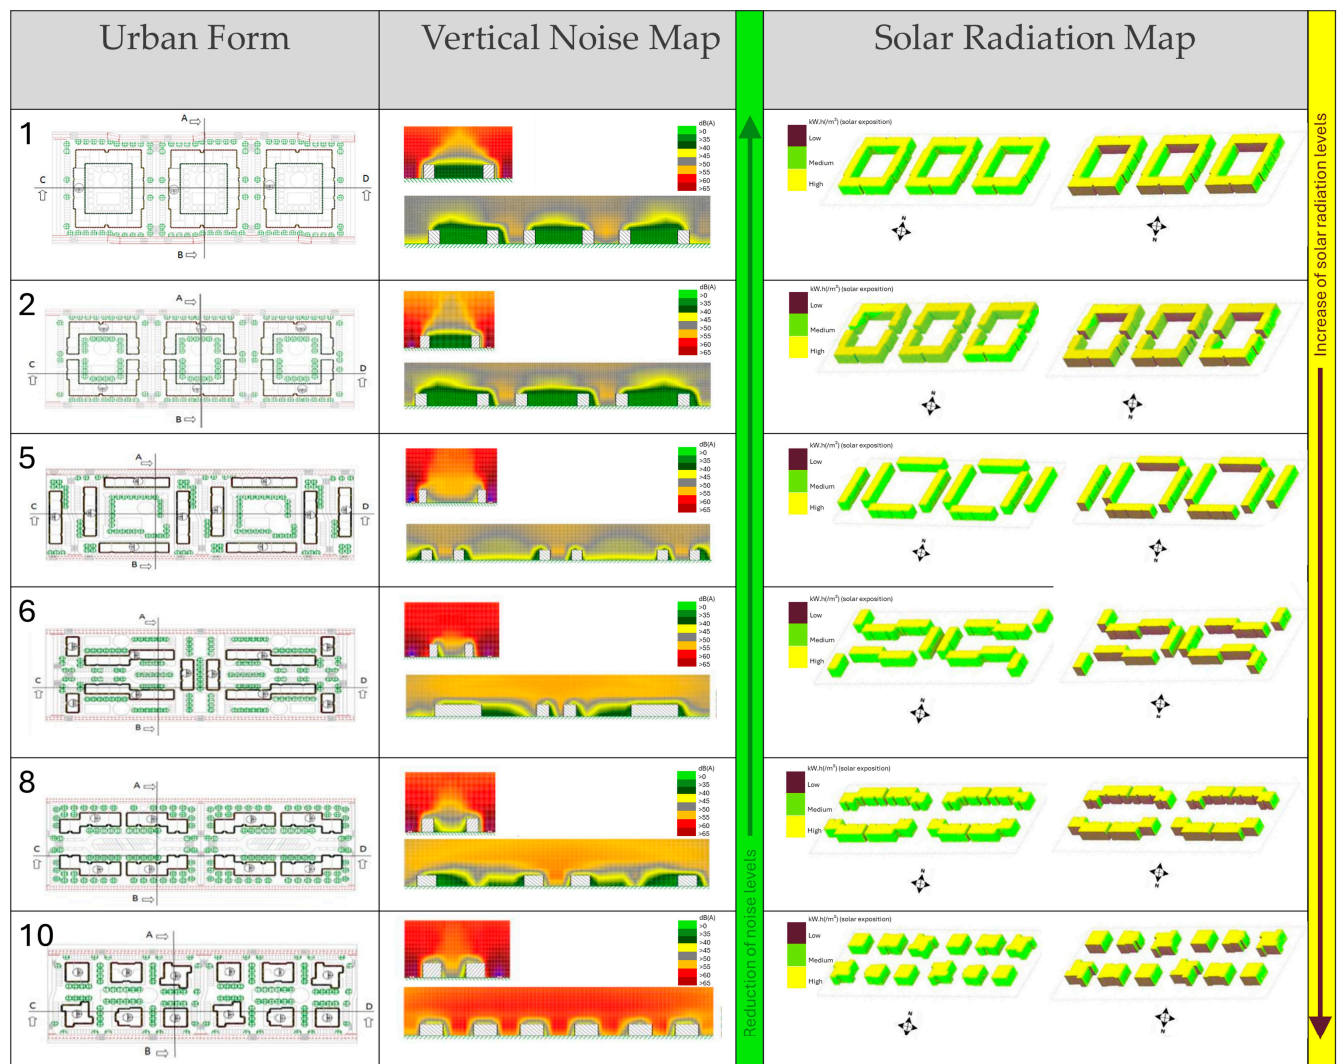 Urban Form
Vertical Noise Map
Solar Radiation Map
1
A
C
D
B
dB(A)
>0
>35
>40
>45
>50
>55
>60
>65
kW.h(/m²) (solar exposition)
Low
Medium
High
N
N
2
A
C
D
B
dB(A)
>0
>35
>40
>45
>50
>55
>60
>65
kW.h(/m²) (solar exposition)
Low
Medium
High
N
N
5
A
C
D
B
dB(A)
>0
>35
>40
>45
>50
>55
>60
>65
kW.h(/m²) (solar exposition)
Low
Medium
High
N
N
6
A
C
D
B
dB(A)
>0
>35
>40
>45
>50
>55
>60
>65
kW.h(/m²) (solar exposition)
Low
Medium
High
N
N
8
A
C
D
B
dB(A)
>0
>35
>40
>45
>50
>55
>60
>65
kW.h(/m²) (solar exposition)
Low
Medium
High
N
N
10
A
C
D
B
dB(A)
>0
>35
>40
>45
>50
>55
>60
>65
kW.h(/m²) (solar exposition)
Low
Medium
High
N
N
Reduction of noise levels
Increase of solar radiation levels